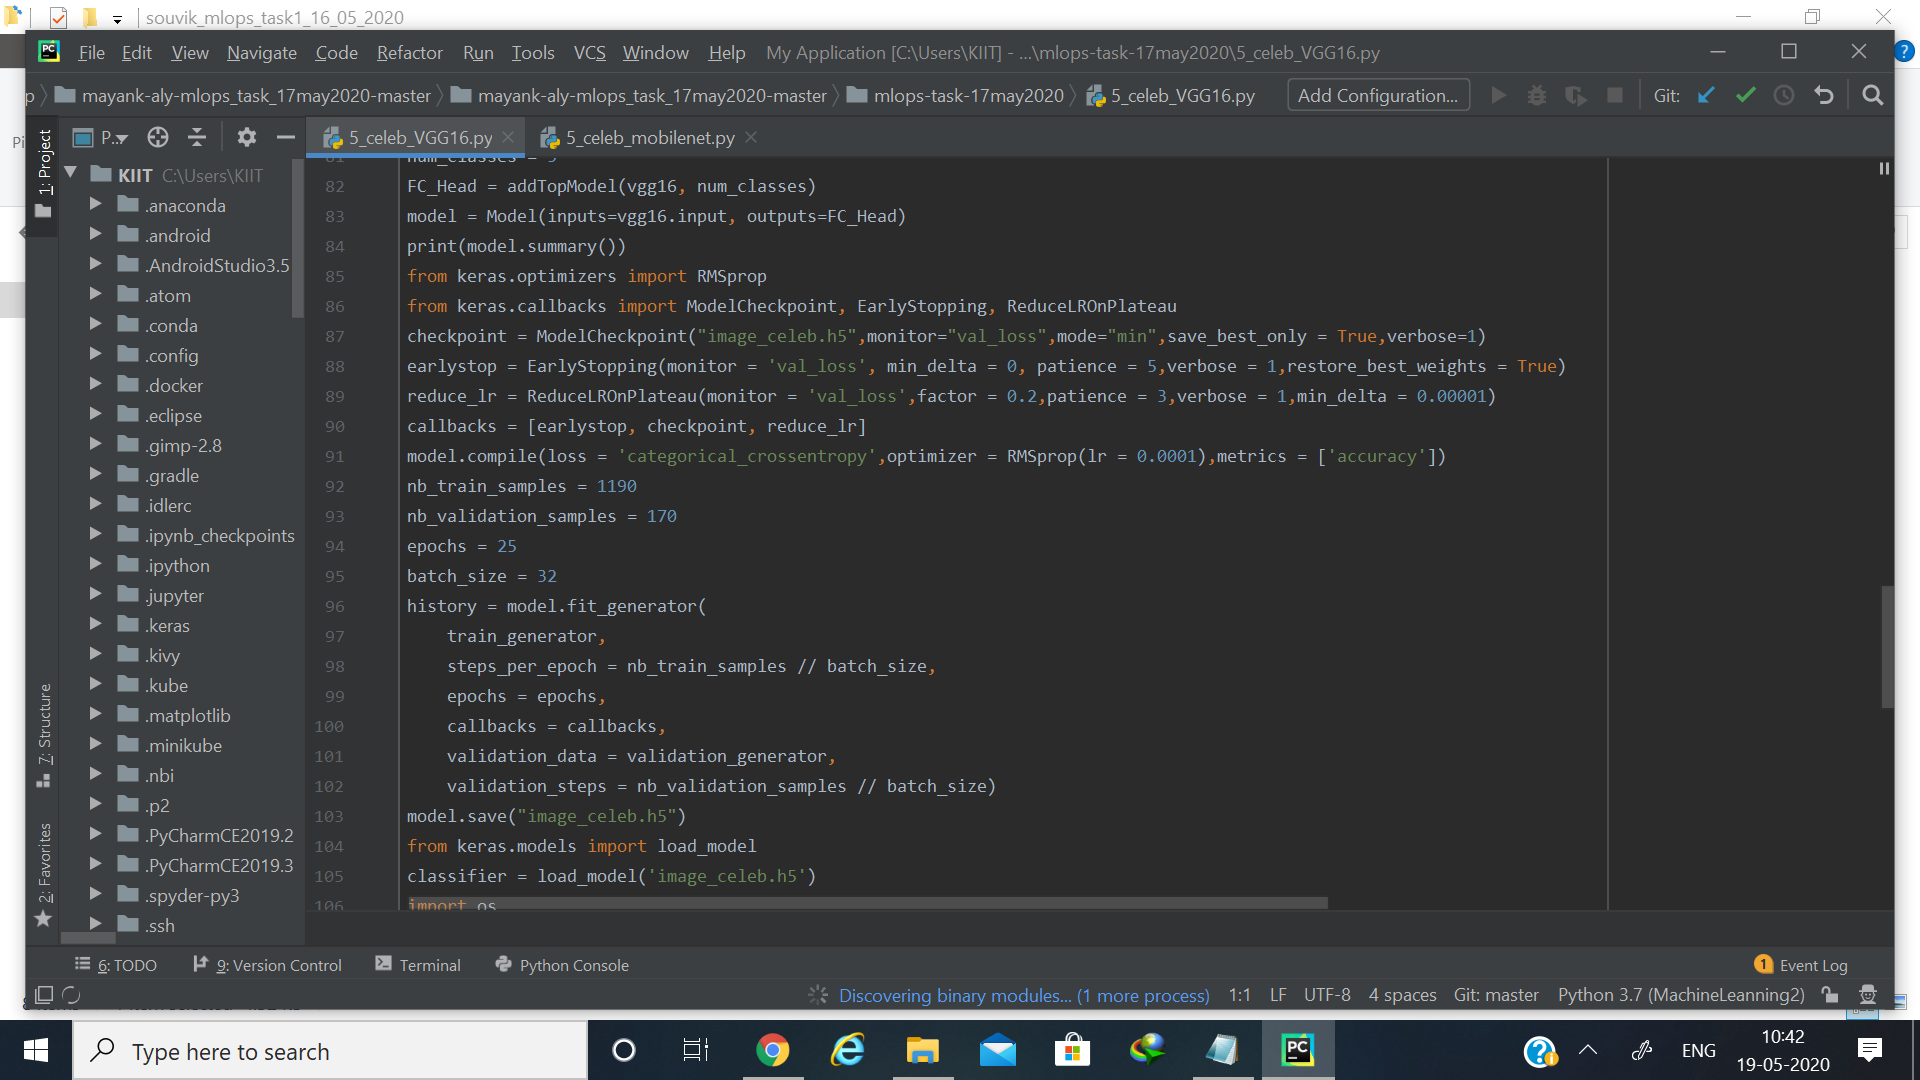 souvik_mlops_task1_16_05_2020
File Edit View Navigate Code Refactor Run Tools VCS Window Help My Application [C:\Users\KIIT] - ...\mlops-task-17may2020\5_celeb_VGG16.py
p mayank-aly-mlops_task_17may2020-master mayank-aly-mlops_task_17may2020-master mlops-task-17may2020 5_celeb_VGG16.py Add Configuration... Git:
P.. 5_celeb_VGG16.py 5_celeb_mobilenet.py
Pi
1: Project
7: Structure
2: Favorites
KIIT C:\Users\KIIT
.anaconda
.android
.AndroidStudio3.5
.atom
.conda
.config
.docker
.eclipse
.gimp-2.8
.gradle
.idlerc
.ipynb_checkpoints
.ipython
.jupyter
.keras
.kivy
.kube
.matplotlib
.minikube
.nbi
.p2
.PyCharmCE2019.2
.PyCharmCE2019.3
.spyder-py3
.ssh
81 num_classes = 5
82 FC_Head = addTopModel(vgg16, num_classes)
83 model = Model(inputs=vgg16.input, outputs=FC_Head)
84 print(model.summary())
85 from keras.optimizers import RMSprop
86 from keras.callbacks import ModelCheckpoint, EarlyStopping, ReduceLROnPlateau
87 checkpoint = ModelCheckpoint("image_celeb.h5",monitor="val_loss",mode="min",save_best_only = True,verbose=1)
88 earlystop = EarlyStopping(monitor = 'val_loss', min_delta = 0, patience = 5,verbose = 1,restore_best_weights = True)
89 reduce_lr = ReduceLROnPlateau(monitor = 'val_loss',factor = 0.2,patience = 3,verbose = 1,min_delta = 0.00001)
90 callbacks = [earlystop, checkpoint, reduce_lr]
91 model.compile(loss = 'categorical_crossentropy',optimizer = RMSprop(lr = 0.0001),metrics = ['accuracy'])
92 nb_train_samples = 1190
93 nb_validation_samples = 170
94 epochs = 25
95 batch_size = 32
96 history = model.fit_generator(
97 train_generator,
98 steps_per_epoch = nb_train_samples // batch_size,
99 epochs = epochs,
100 callbacks = callbacks,
101 validation_data = validation_generator,
102 validation_steps = nb_validation_samples // batch_size)
103 model.save("image_celeb.h5")
104 from keras.models import load_model
105 classifier = load_model('image_celeb.h5')
106 import os
6: TODO 9: Version Control Terminal Python Console 1 Event Log
Discovering binary modules... (1 more process) 1:1 LF UTF-8 4 spaces Git: master Python 3.7 (MachineLeanning2)
Type here to search
ENG
10:42
19-05-2020